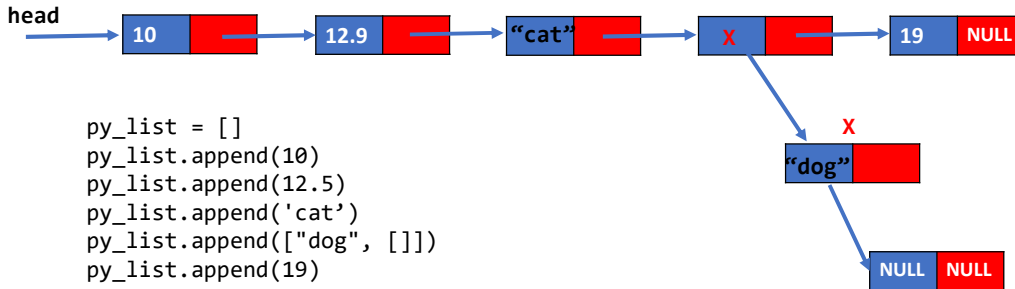 head
10 12.9 “cat” X 19 NULL
py_list = []
py_list.append(10)
py_list.append(12.5)
py_list.append('cat’)
py_list.append(["dog", []])
py_list.append(19)
X
“dog”
NULL NULL